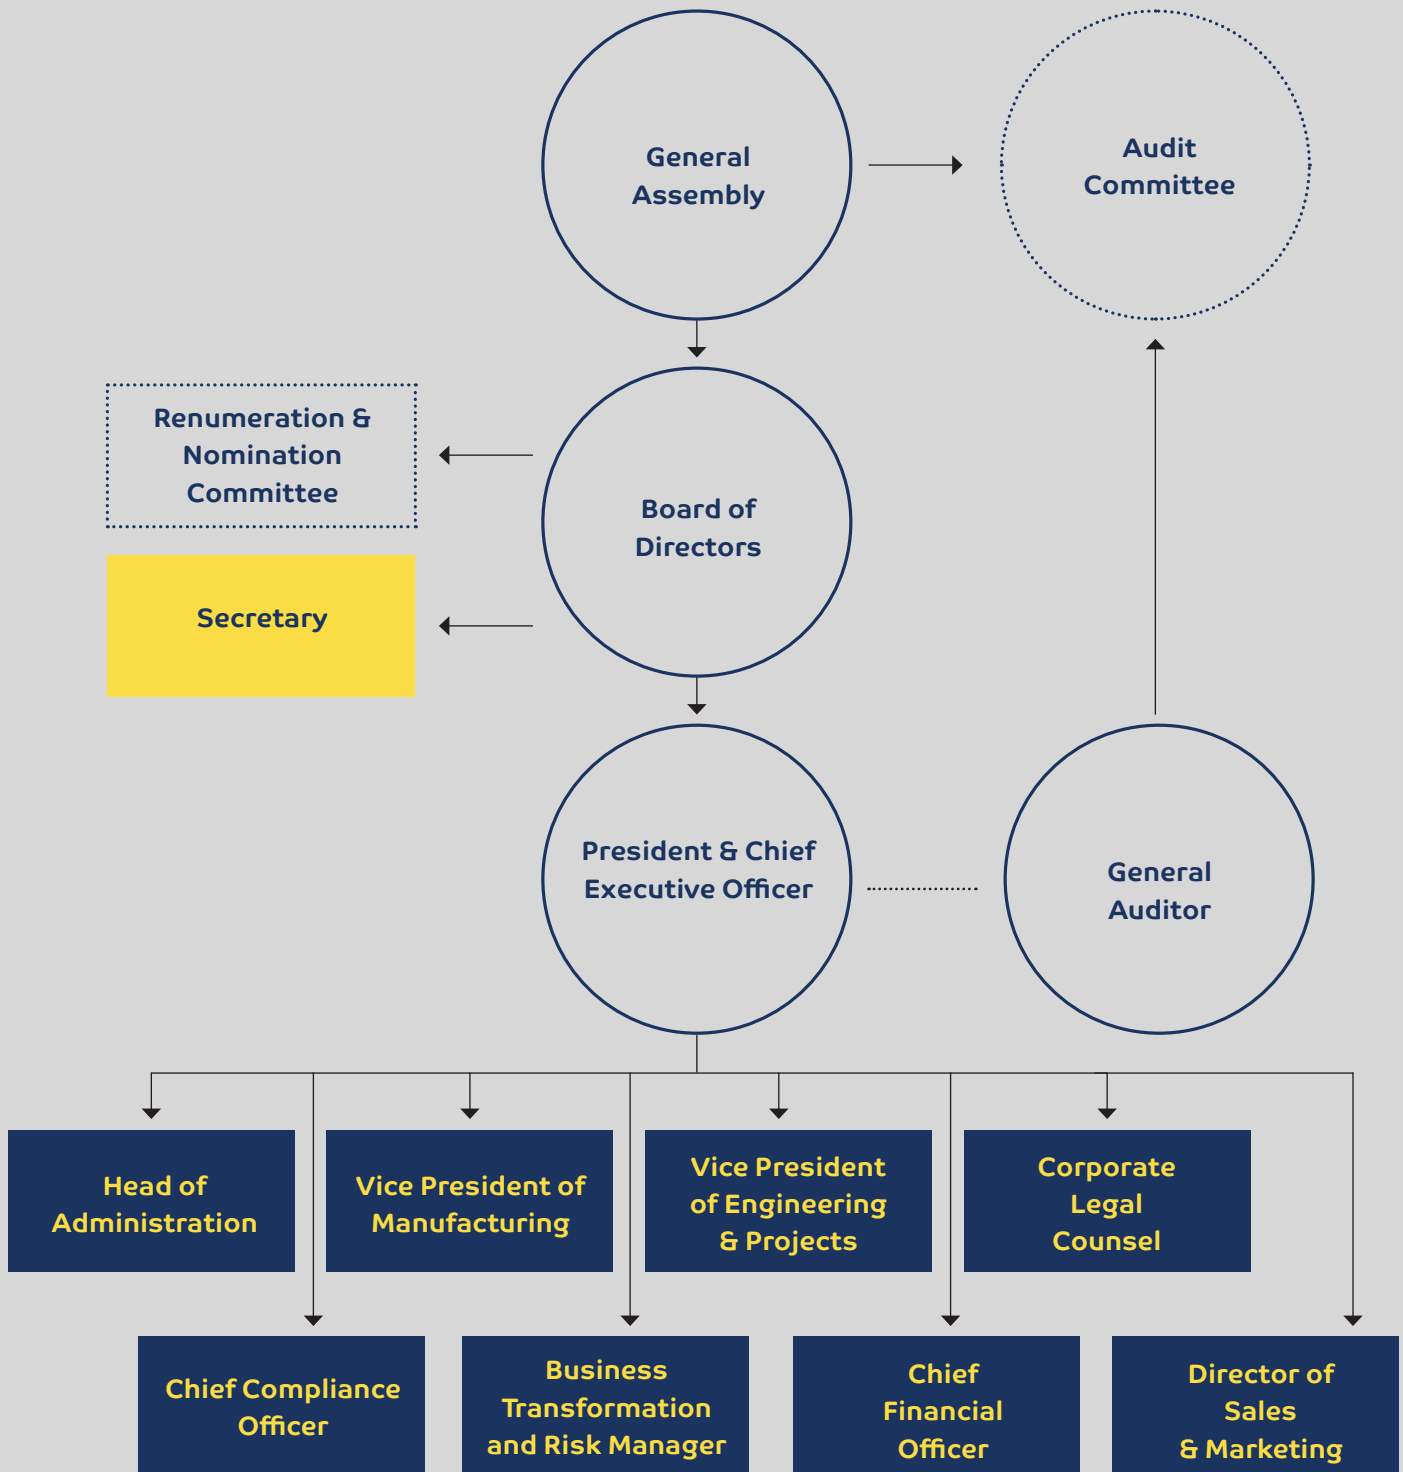 General
Assembly
Audit
Committee
Renumeration &
Nomination
Committee
Board of
Directors
Secretary
President & Chief
Executive Officer
General
Auditor
Head of
Administration
Vice President of
Manufacturing
Vice President
of Engineering
& Projects
Corporate
Legal
Counsel
Chief Compliance
Officer
Business
Transformation
and Risk Manager
Chief
Financial
Officer
Director of
Sales
& Marketing